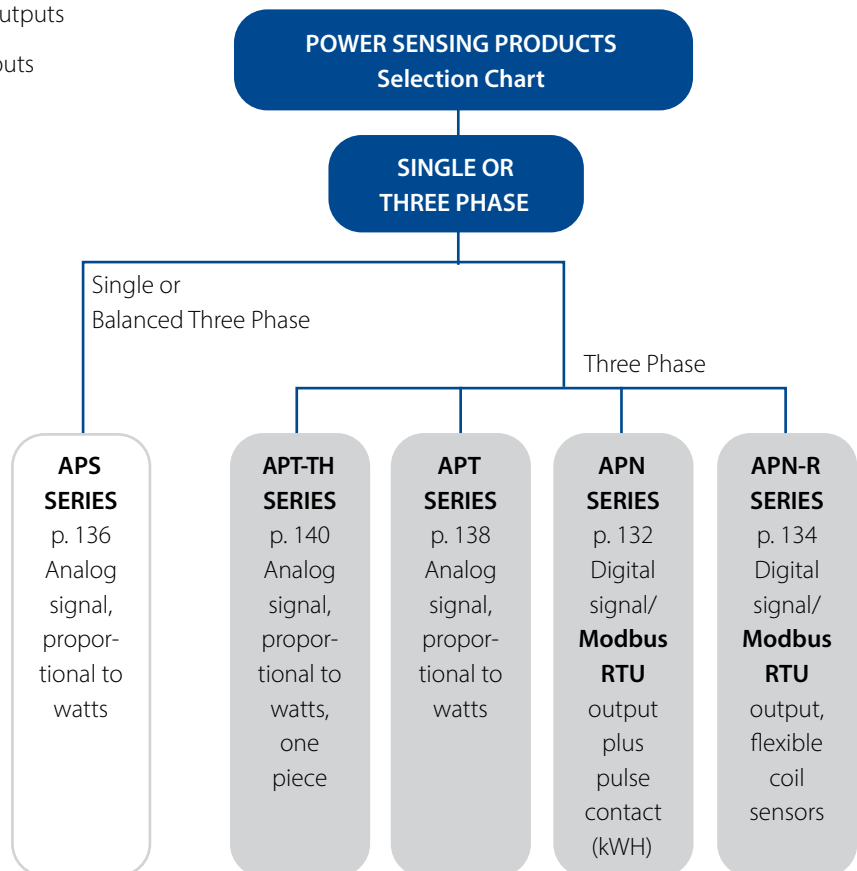 utputs
outs
POWER SENSING PRODUCTS
Selection Chart
SINGLE OR
THREE PHASE
Single or
Balanced Three Phase
Three Phase
APS
SERIES
p. 136
Analog
signal,
propor-
tional to
watts
APT-TH
SERIES
p. 140
Analog
signal,
propor-
tional to
watts,
one
piece
APT
SERIES
p. 138
Analog
signal,
propor-
tional to
watts
APN
SERIES
p. 132
Digital
signal/
Modbus
RTU
output
plus
pulse
contact
(kWH)
APN-R
SERIES
p. 134
Digital
signal/
Modbus
RTU
output,
flexible
coil
sensors